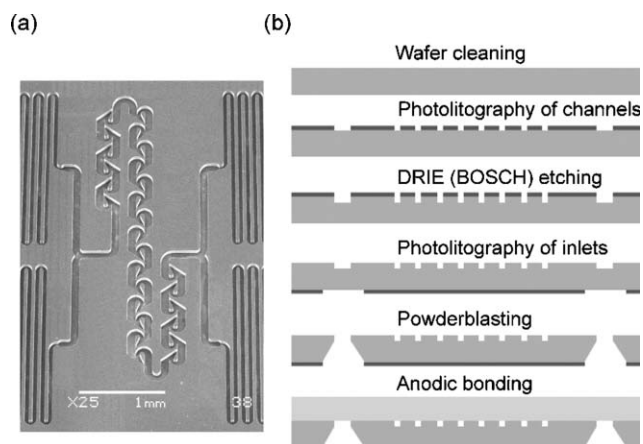 (a)
X25
1mm
38
(b)
Wafer cleaning
Photolitography of channels
DRIE (BOSCH) etching
Photolitography of inlets
Powderblasting
Anodic bonding